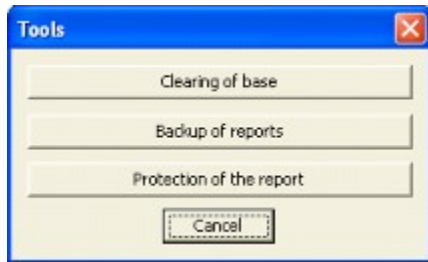 Tools
Clearing of base
Backup of reports
Protection of the report
Cancel